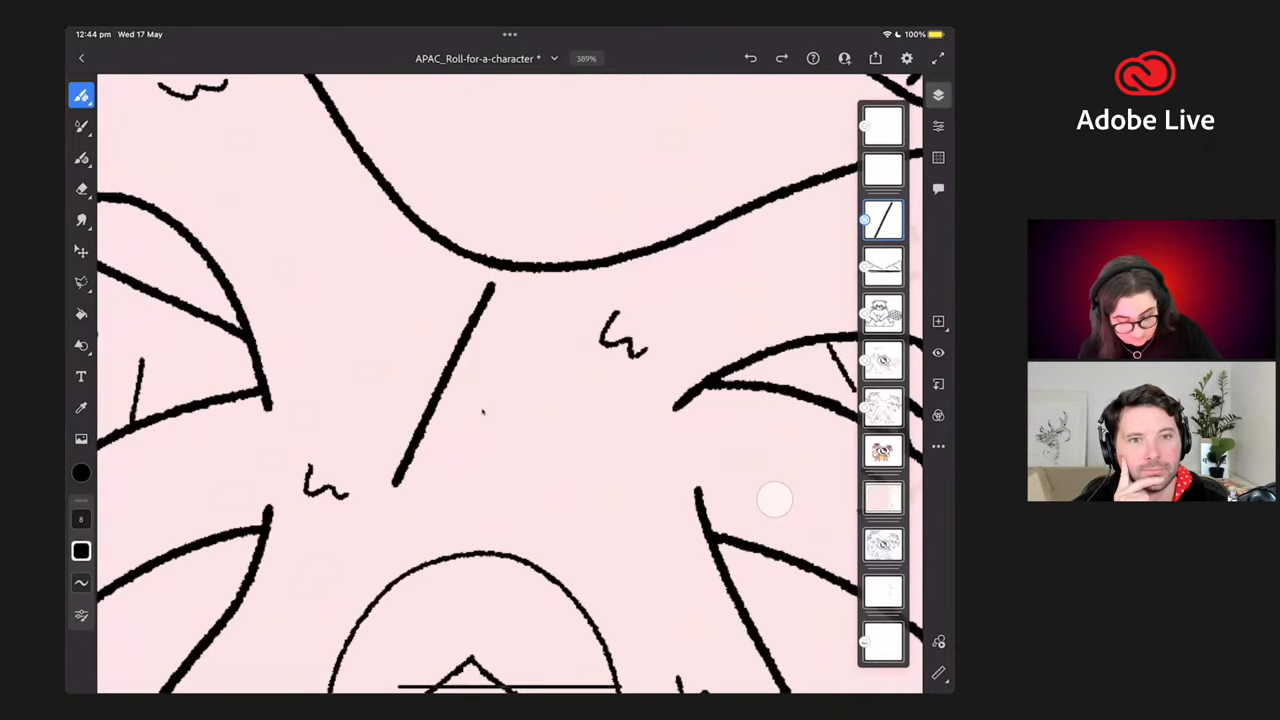 12:44 pm Wed 17 May
100%
APAC_Roll-for-a-character *
389%
T
8
Adobe Live